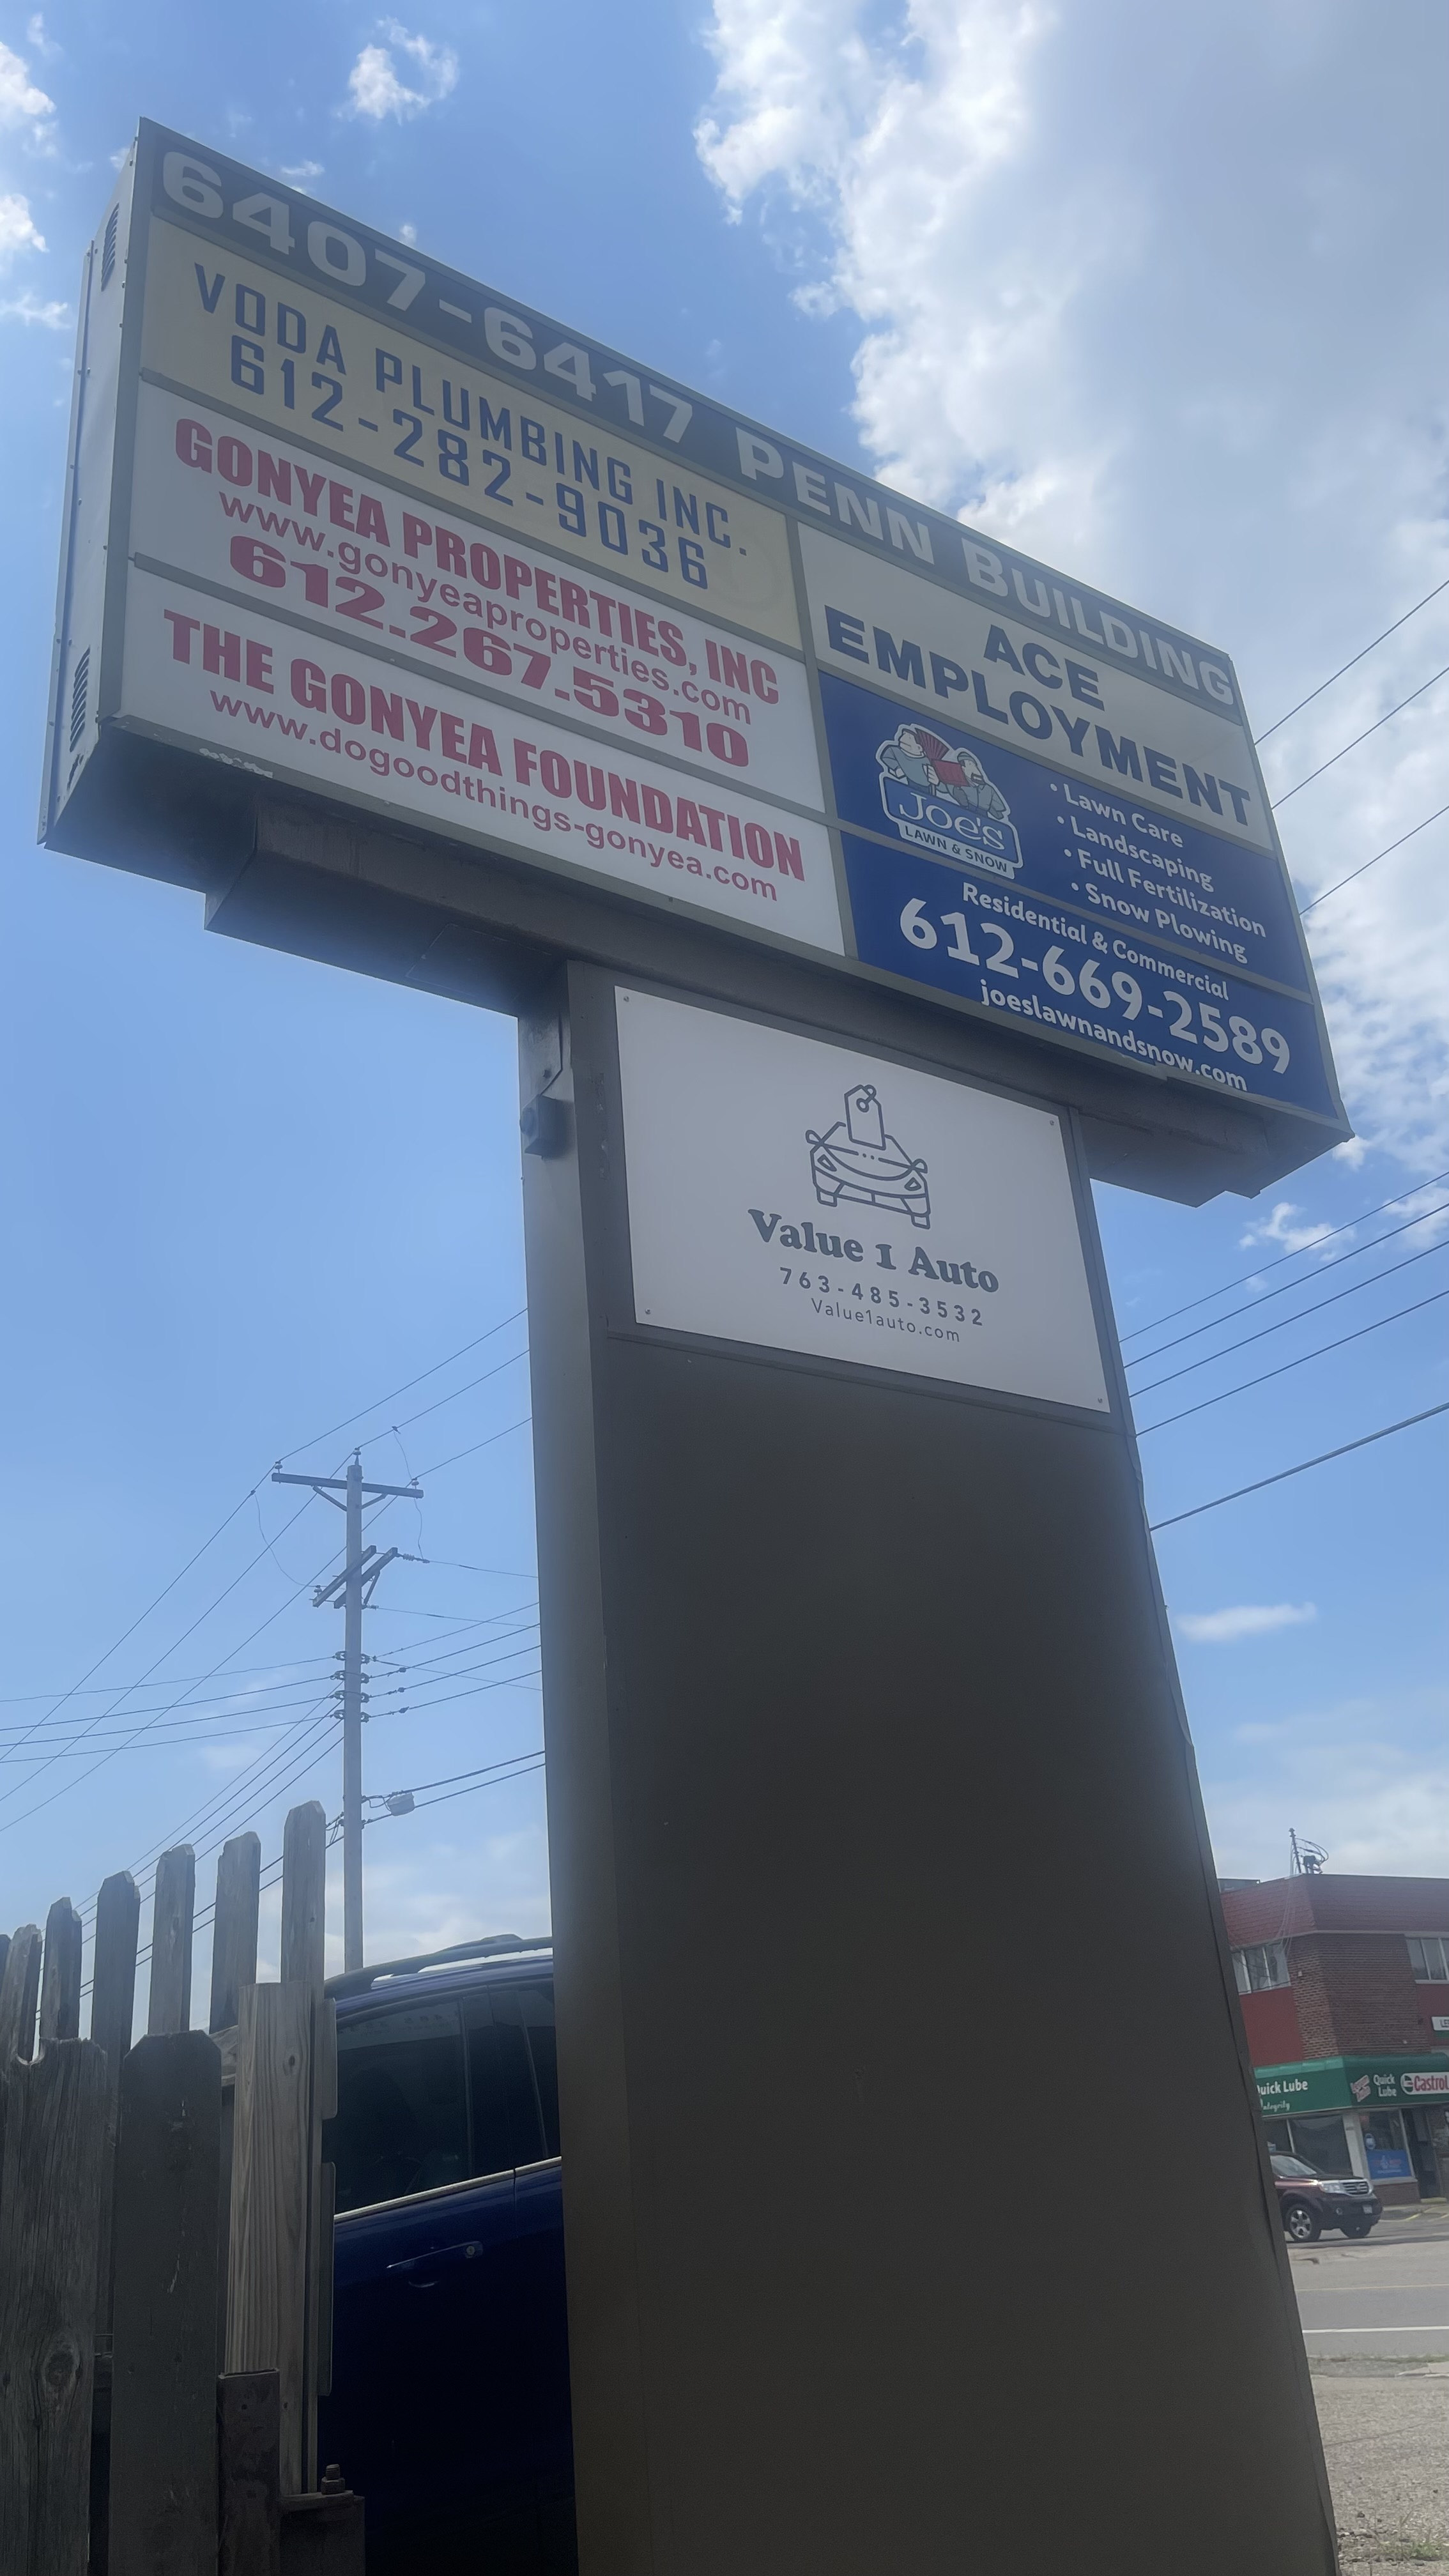 6407-6417 PENN BUILDING
VODA PLUMBING INC.
612-282-9036
GONYEA PROPERTIES, INC
www.gonyeaproperties.com
612.267.5310
THE GONYEA FOUNDATION
www.dogoodthings-gonyea.com
ACE
EMPLOYMENT
Joe's
LAWN & SNOW
• Lawn Care
• Landscaping
• Full Fertilization
• Snow Plowing
Residential & Commercial
612-669-2589
joeslawnandsnow.com
Value 1 Auto
763-485-3532
Value1auto.com
Quick Lube
Integrity
Quick
Lube
Castrol